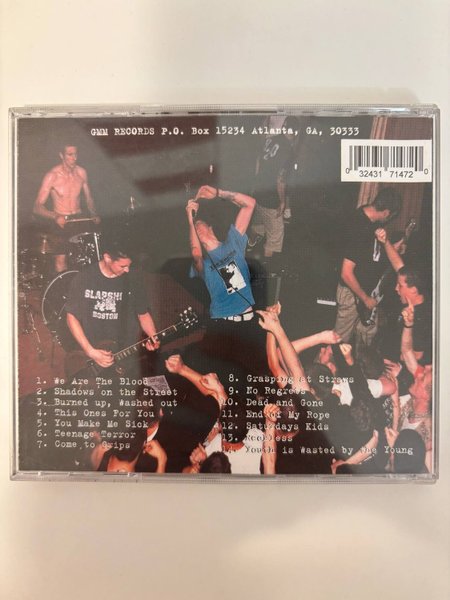 GMM RECORDS P.O. Box 15234 Atlanta, GA, 30333
0 32431 71472 0
SLAPSH
BOSTON
1. We Are The Blood
2. Shadows on the Street
3. Burned up, Washed out
4. This Ones For You
5. You Make Me Sick
6. Teenage Terror
7. Come to Grips
8. Grasping at Straws
9. No Regrets
10. Dead and Gone
11. End of My Rope
12. Saturdays Kids
13. Needless
14. Youth is Wasted by the Young